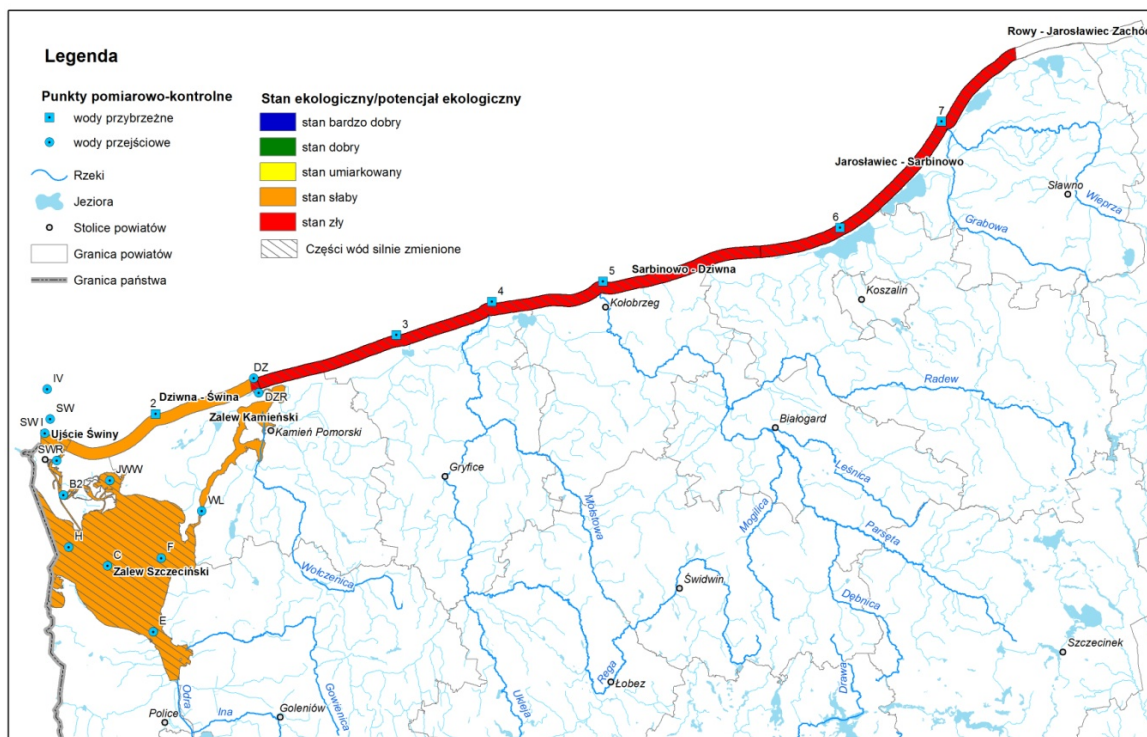 Legenda
Punkty pomiarowo-kontrolne
wody przybrzeżne
wody przejściowe
Rzeki
Jeziora
Stolice powiatów
Granica powiatów
Granica państwa
Stan ekologiczny/potencjał ekologiczny
stan bardzo dobry
stan dobry
stan umiarkowany
stan słaby
stan zły
Części wód silnie zmienione
Rowy - Jarosławiec Zachód
7
Jarosławiec - Sarbinowo
Sławno
Wieprza
Grabowa
6
Sarbinowo - Dziwna
5
Koszalin
4
Kołobrzeg
3
DZ
IV
DZR
Radew
Dziwna - Świna
2
SW
Zalew Kamieński
SW I
Ujście Świny
Kamień Pomorski
Białogard
SWR
Gryfice
Leśnica
JWW
B2
Mołstowa
Mogilica
WL
Parsęta
H
F
C
Zalew Szczeciński
Wołczenica
Świdwin
Dębnica
E
Szczecinek
Rega
Łobez
Drawa
Odra
Gowienica
Ukleja
Police
Ina
Goleniów